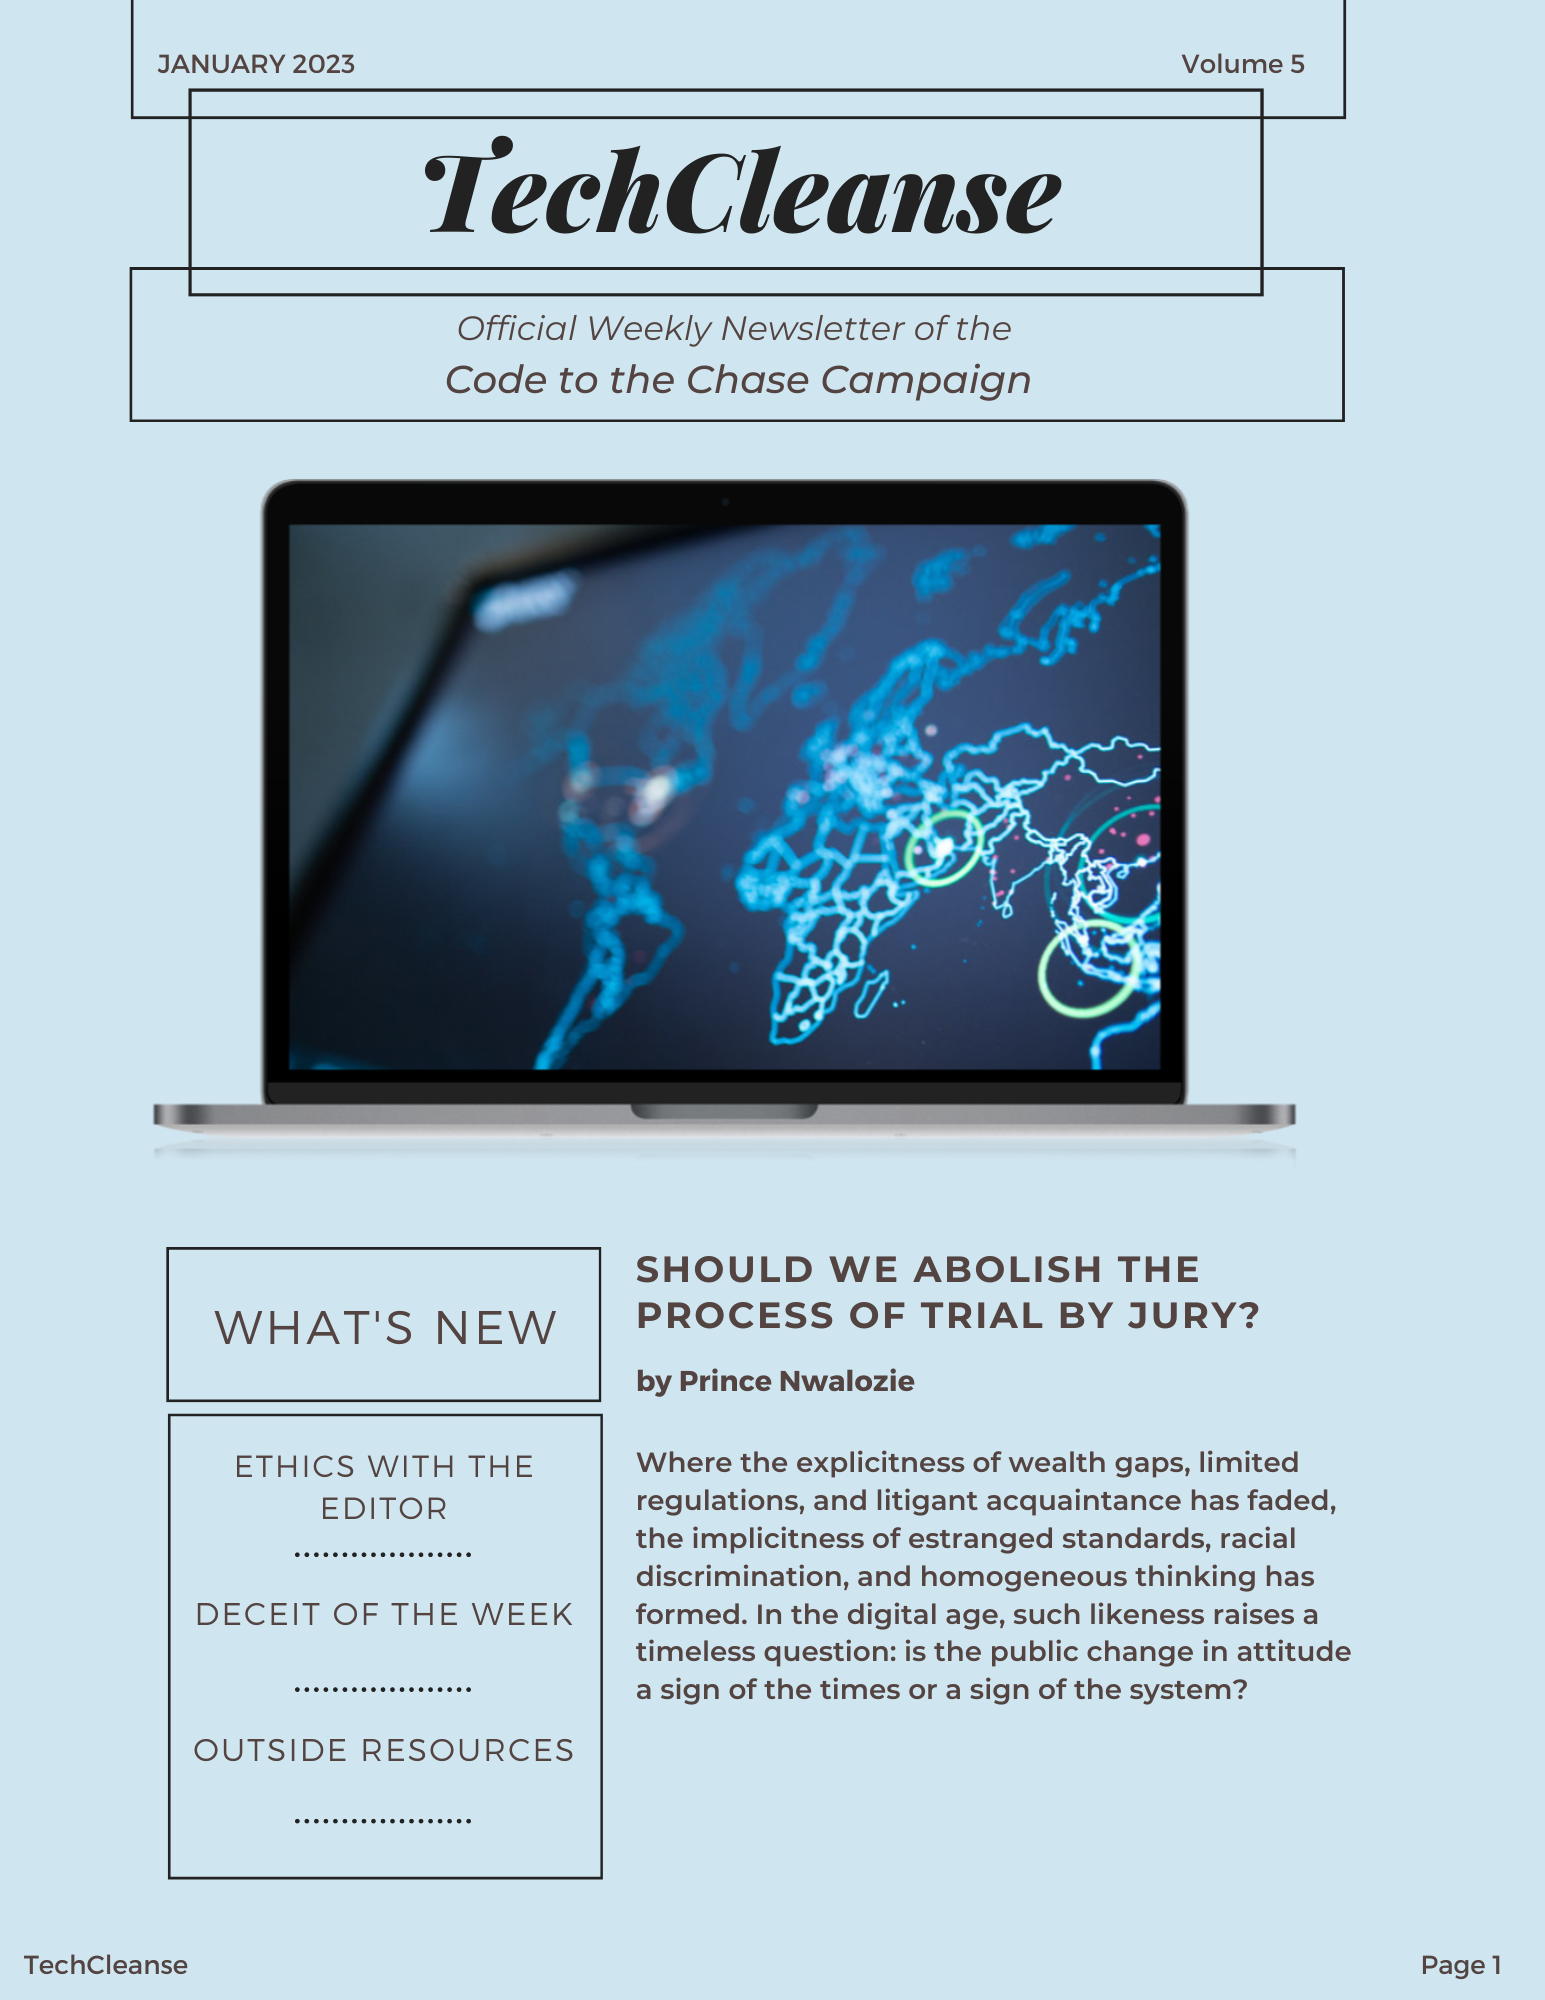 JANUARY 2023
Volume 5
TechCleanse
Official Weekly Newsletter of the
Code to the Chase Campaign
WHAT'S NEW
ETHICS WITH THE
EDITOR
...................
DECEIT OF THE WEEK
...................
OUTSIDE RESOURCES
...................
SHOULD WE ABOLISH THE
PROCESS OF TRIAL BY JURY?
by Prince Nwalozie
Where the explicitness of wealth gaps, limited
regulations, and litigant acquaintance has faded,
the implicitness of estranged standards, racial
discrimination, and homogeneous thinking has
formed. In the digital age, such likeness raises a
timeless question: is the public change in attitude
a sign of the times or a sign of the system?
TechCleanse
Page 1